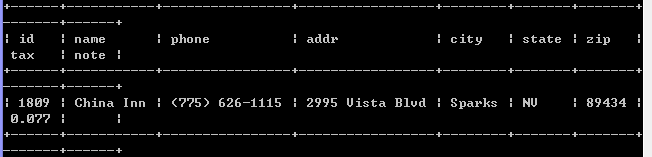 +------+-----------+----------------+-----------------+--------+-------+-------+
-------+------+
| id   | name      | phone          | addr            | city   | state | zip   |
tax    | note |
+------+-----------+----------------+-----------------+--------+-------+-------+
-------+------+
| 1809 | China Inn | (775) 626-1115 | 2995 Vista Blvd | Sparks | NV    | 89434 |
0.077 |      |
+------+-----------+----------------+-----------------+--------+-------+-------+
-------+------+